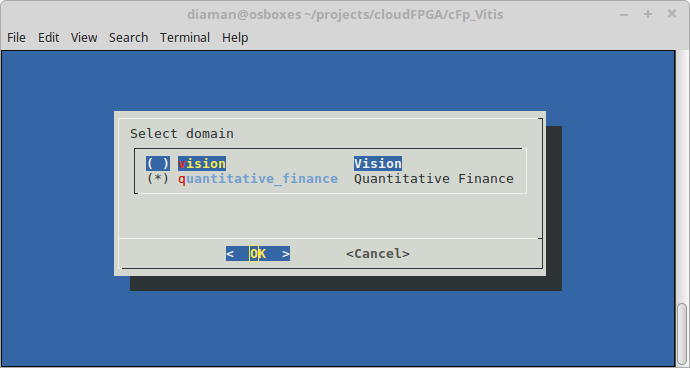 diaman@osboxes ~/projects/cloudFPGA/cFp_Vitis
File Edit View Search Terminal Help
Select domain
( ) vision Vision
(*) quantitative_finance Quantitative Finance
< OK > <Cancel>